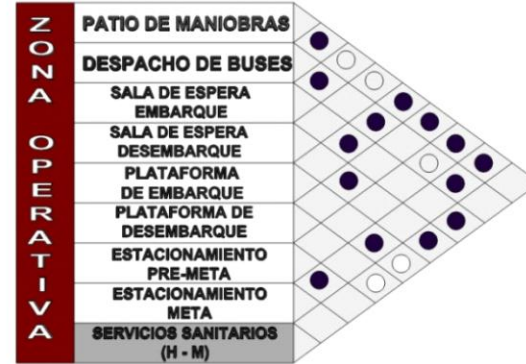 ZONA OPERATIVA
PATIO DE MANIOBRAS
DESPACHO DE BUSES
SALA DE ESPERA
EMBARQUE
SALA DE ESPERA
DESEMBARQUE
PLATAFORMA
DE EMBARQUE
PLATAFORMA DE
DESEMBARQUE
ESTACIONAMIENTO
PRE-META
ESTACIONAMIENTO
META
SERVICIOS SANITARIOS
(H - M)